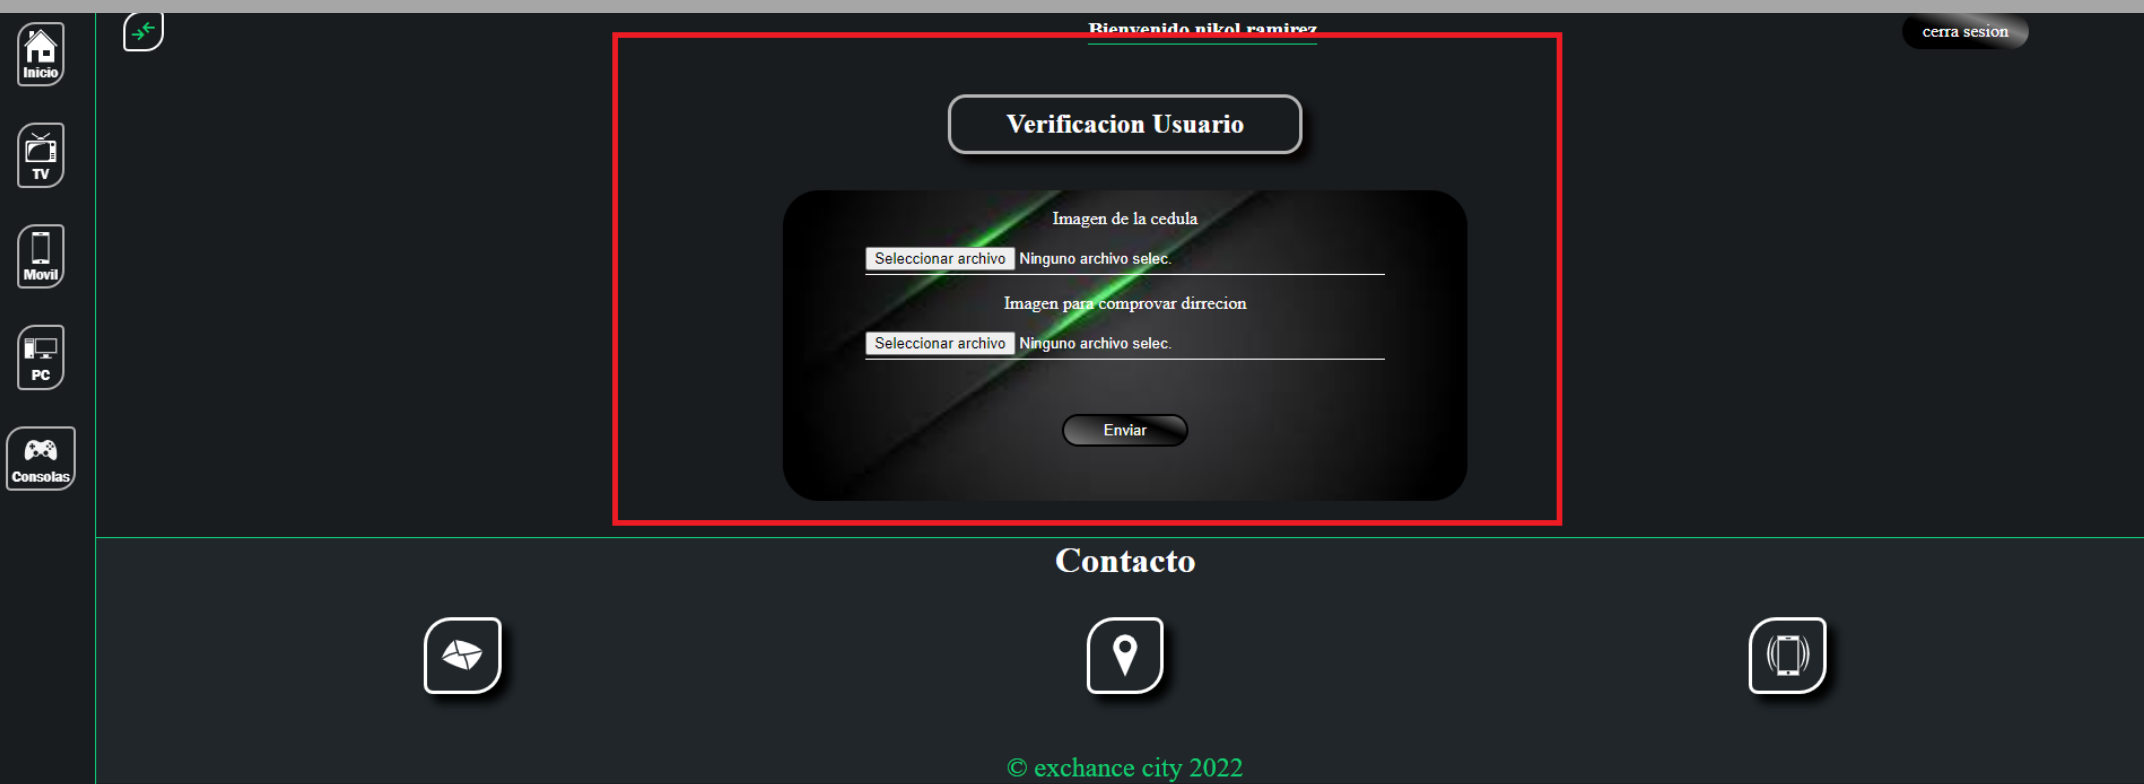 Bienvenido nikol ramirez
cerra sesion
Inicio
TV
Movil
PC
Consolas
Verificacion Usuario
Imagen de la cedula
Seleccionar archivo Ninguno archivo selec.
Imagen para comprovar dirrecion
Seleccionar archivo Ninguno archivo selec.
Enviar
Contacto
© exchance city 2022